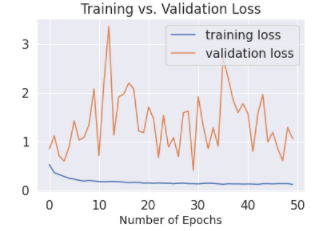 Training vs. Validation Loss
training loss
validation loss
3
2
1
0
0 10 20 30 40 50
Number of Epochs